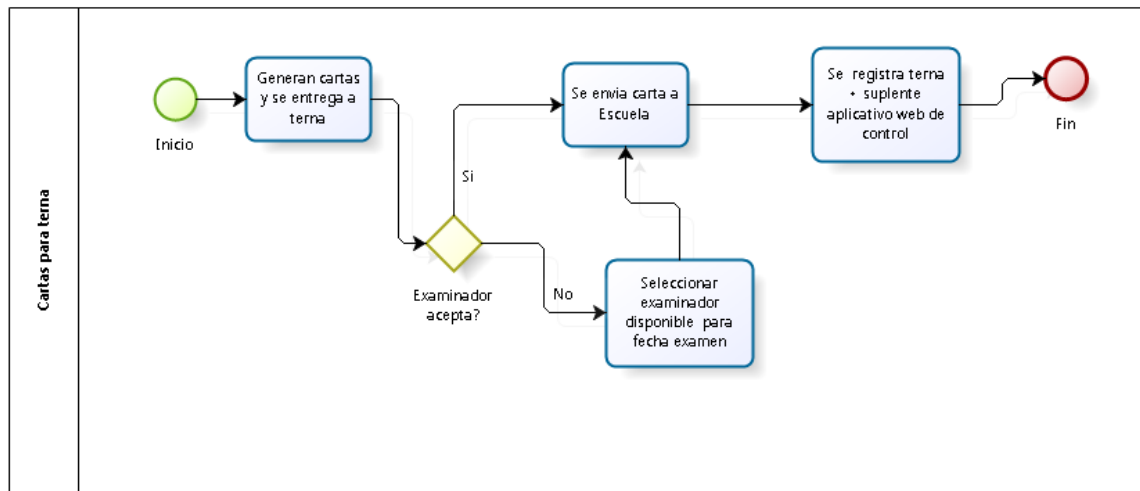 Cartas para terna
Inicio
Generan cartas
y se entrega a
terna
Examinador
acepta?
Si
No
Se envia carta a
Escuela
Seleccionar
examinador
disponible para
fecha examen
Se registra terna
+ suplente
aplicativo web de
control
Fin